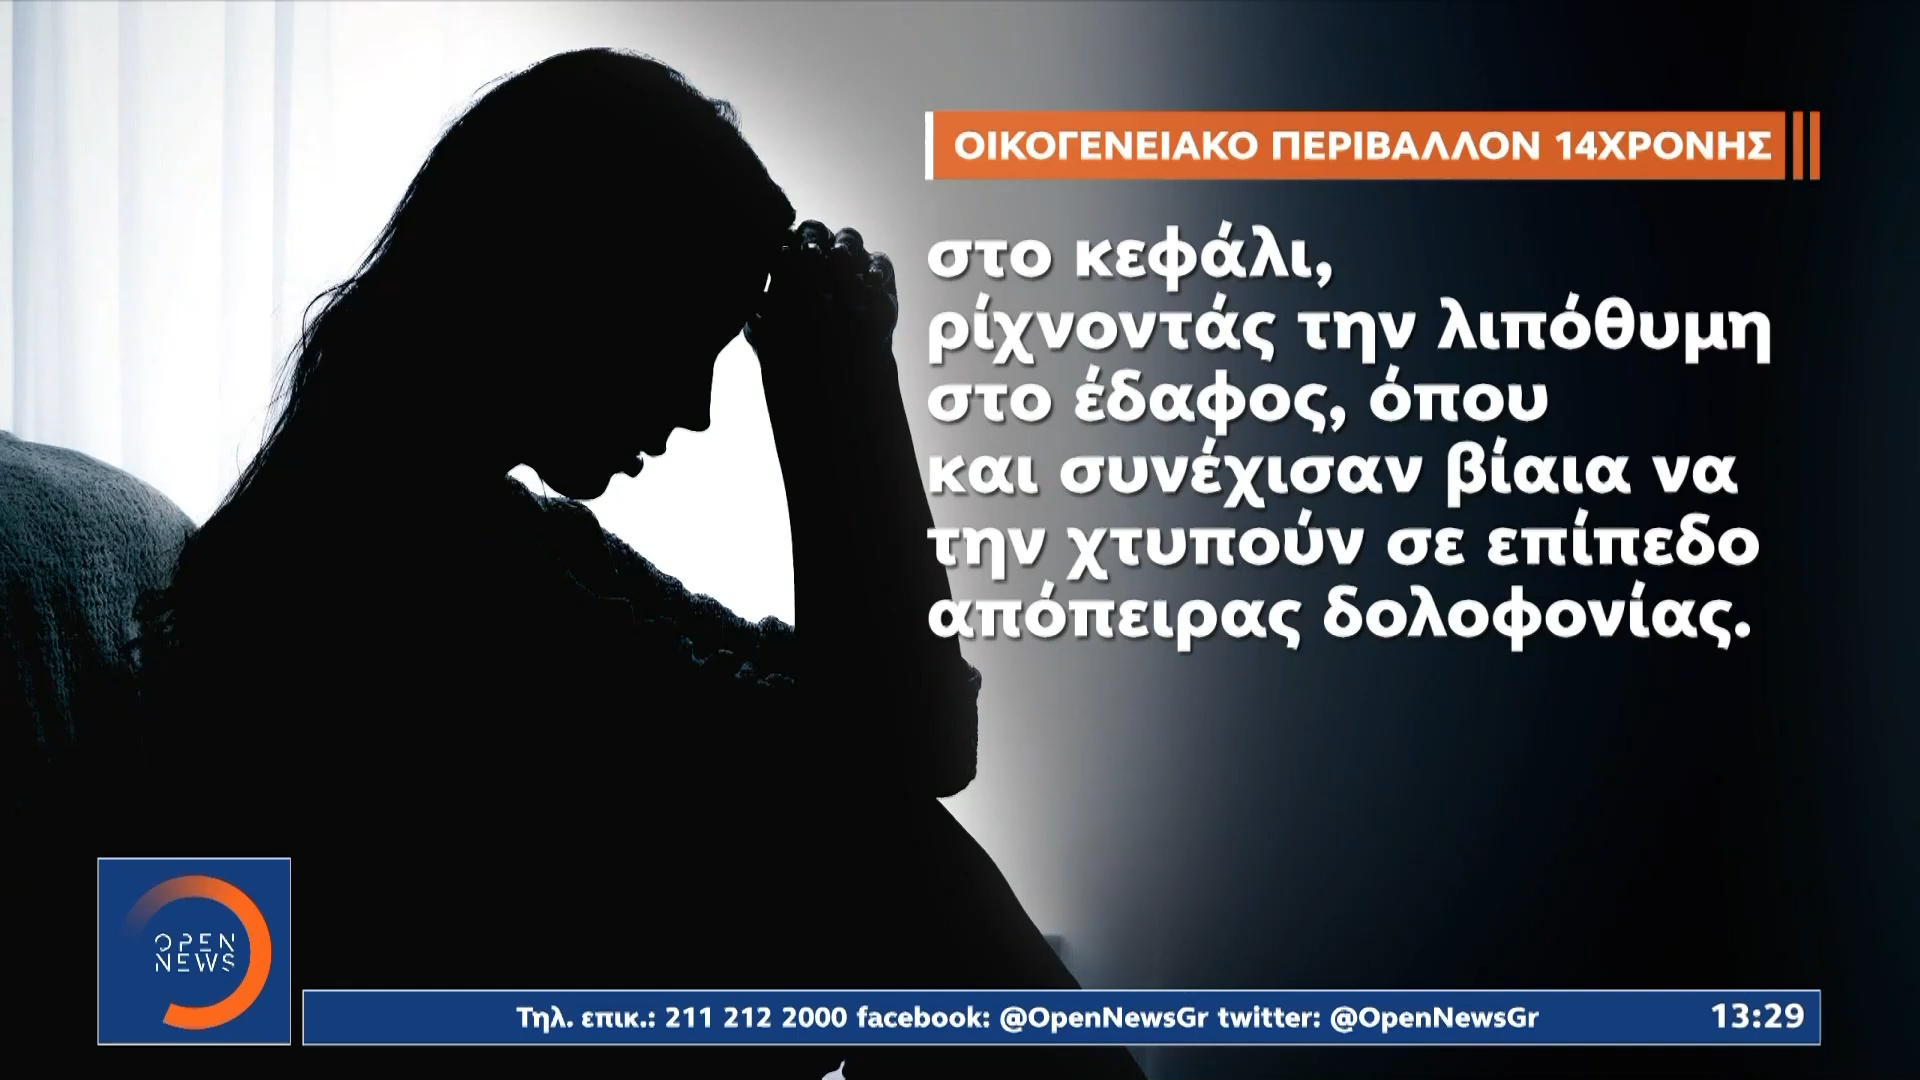 ΟΙΚΟΓΕΝΕΙΑΚΟ ΠΕΡΙΒΑΛΛΟΝ 14ΧΡΟΝΗΣ
στο κεφάλι,
ρίχνοντάς την λιπόθυμη
στο έδαφος, όπου
και συνέχισαν βίαια να
την χτυπούν σε επίπεδο
απόπειρας δολοφονίας.
OPEN
NEWS
Τηλ. επικ.: 211 212 2000 facebook: @OpenNewsGr twitter: @OpenNewsGr
13:29